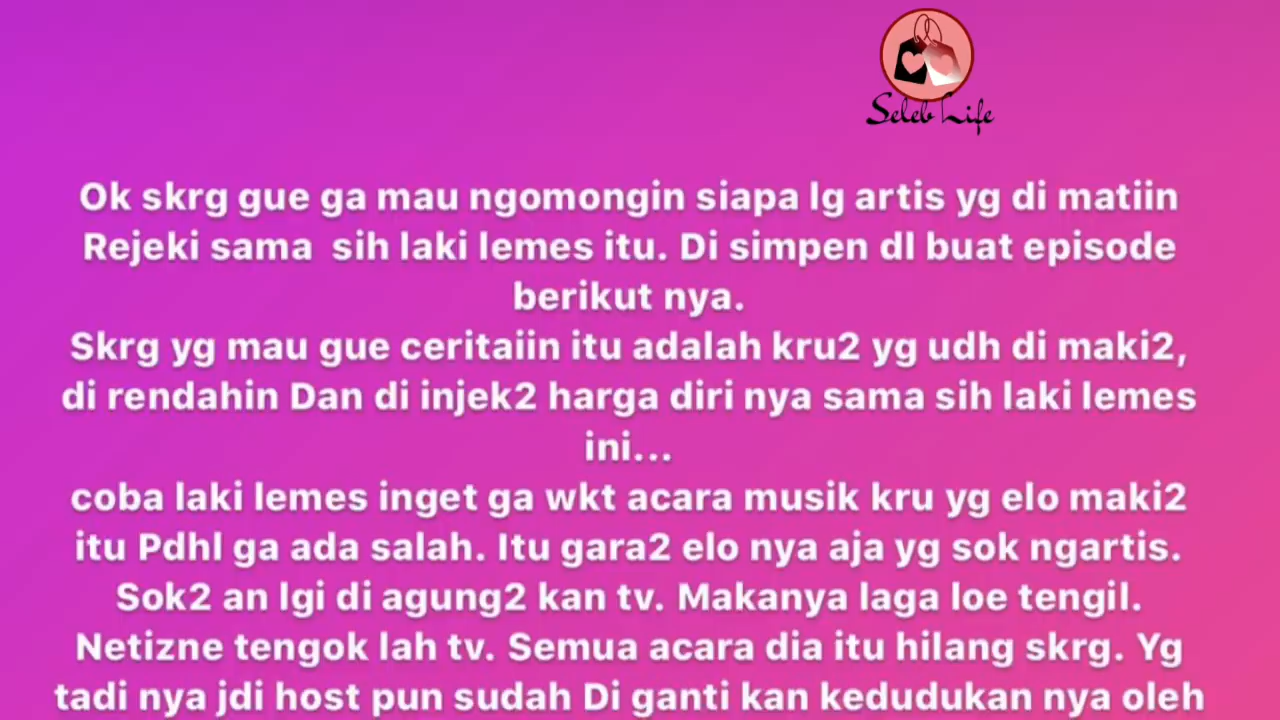 Seleb Life
Ok skrg gue ga mau ngomongin siapa lg artis yg di matiin
Rejeki sama sih laki lemes itu. Di simpen dl buat episode
berikut nya.
Skrg yg mau gue ceritaiin itu adalah kru2 yg udh di maki2,
di rendahin Dan di injek2 harga diri nya sama sih laki lemes
ini...
coba laki lemes inget ga wkt acara musik kru yg elo maki2
itu Pdhl ga ada salah. Itu gara2 elo nya aja yg sok ngartis.
Sok2 an lgi di agung2 kan tv. Makanya laga loe tengil.
Netizne tengok lah tv. Semua acara dia itu hilang skrg. Yg
tadi nya jdi host pun sudah Di ganti kan kedudukan nya oleh